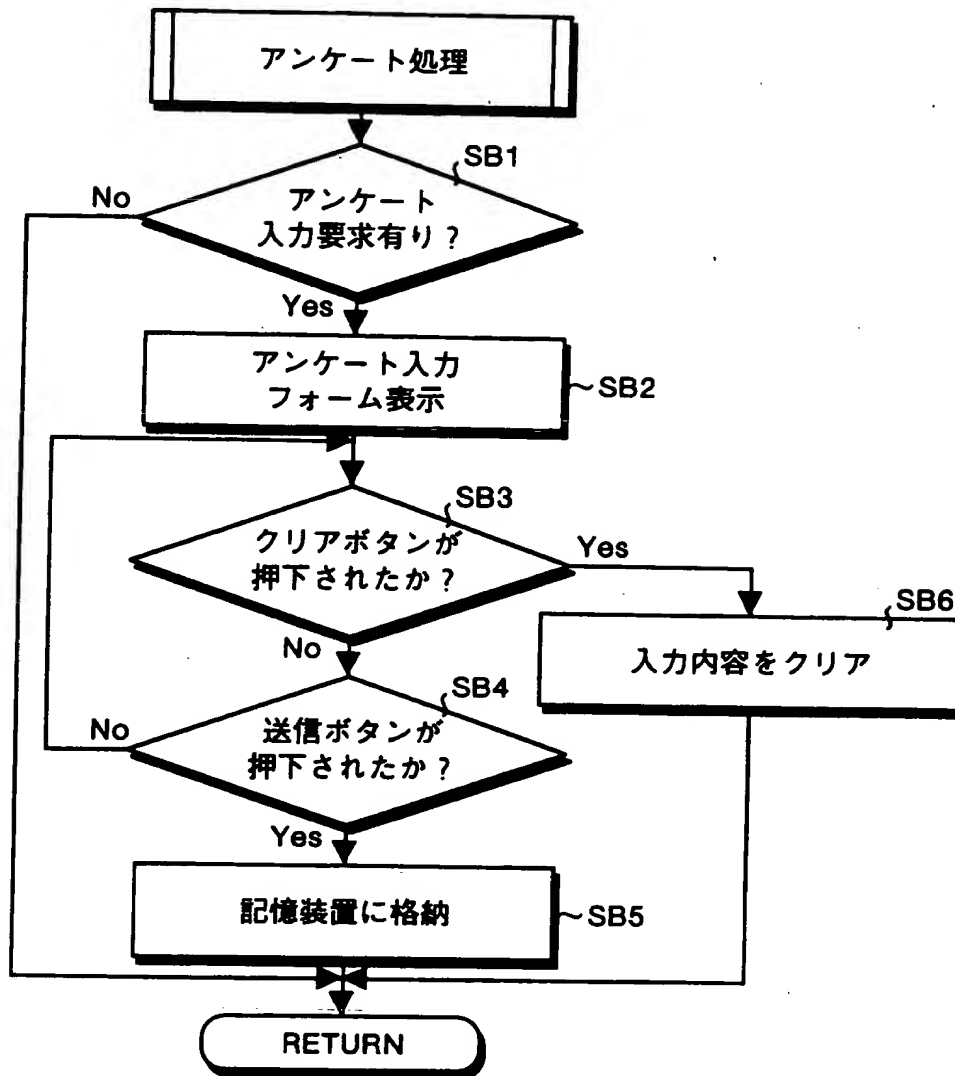 アンケート処理
SB1
No
アンケート
入力要求有り?
Yes
アンケート入力
フォーム表示
SB2
SB3
クリアボタンが
押下されたか?
Yes
SB6
入力内容をクリア
No
SB4
No
送信ボタンが
押下されたか?
Yes
記憶装置に格納
SB5
RETURN